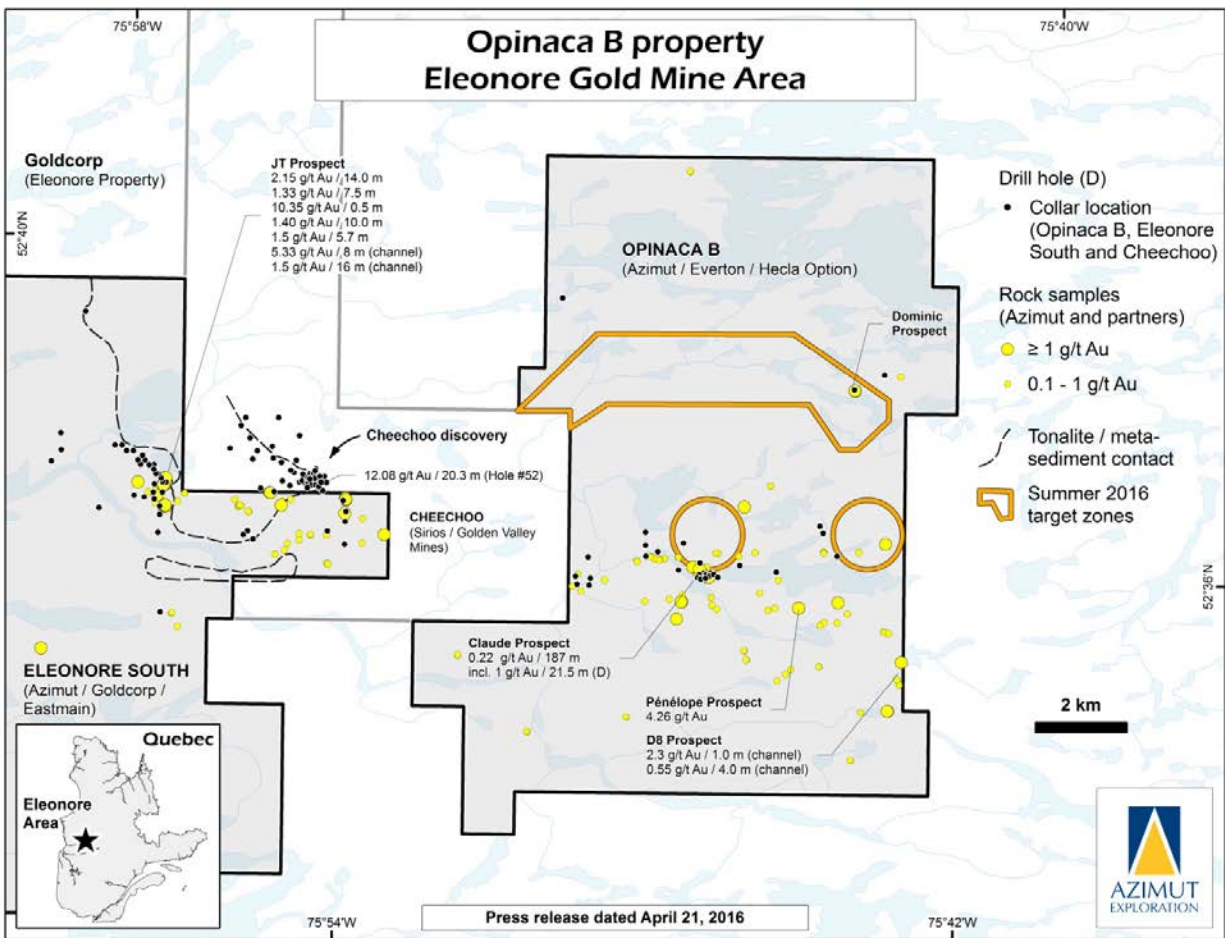 75°58'W
75°40'W
Opinaca B property
Eleonore Gold Mine Area
Goldcorp
(Eleonore Property)
52°40'N
JT Prospect
2.15 g/t Au / 14.0 m
1.33 g/t Au / 7.5 m
10.35 g/t Au / 0.5 m
1.40 g/t Au / 10.0 m
1.5 g/t Au / 5.7 m
5.33 g/t Au / 8 m (channel)
1.5 g/t Au / 16 m (channel)
OPINACA B
(Azimut / Everton / Hecla Option)
Dominic
Prospect
Drill hole (D)
Collar location
(Opinaca B, Eleonore
South and Cheechoo)
Rock samples
(Azimut and partners)
≥ 1 g/t Au
0.1 - 1 g/t Au
Tonalite / meta-
sediment contact
Summer 2016
target zones
Cheechoo discovery
12.08 g/t Au / 20.3 m (Hole #52)
CHEECHOO
(Sirios / Golden Valley
Mines)
52°36'N
Claude Prospect
0.22 g/t Au / 187 m
incl. 1 g/t Au / 21.5 m (D)
Pénélope Prospect
4.26 g/t Au
D8 Prospect
2.3 g/t Au / 1.0 m (channel)
0.55 g/t Au / 4.0 m (channel)
ELEONORE SOUTH
(Azimut / Goldcorp /
Eastmain)
2 km
Quebec
Eleonore
Area
AZIMUT
EXPLORATION
Press release dated April 21, 2016
75°54'W
75°42'W